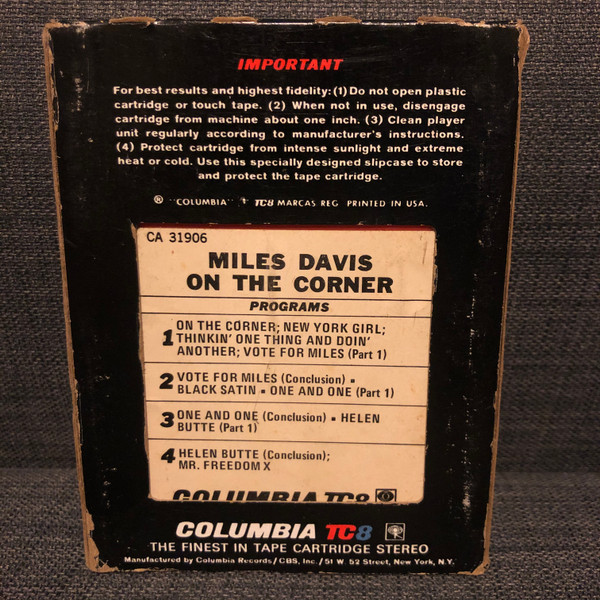 IMPORTANT
For best results and highest fidelity: (1) Do not open plastic
cartridge or touch tape. (2) When not in use, disengage
cartridge from machine about one inch. (3) Clean player
unit regularly according to manufacturer's instructions.
(4) Protect cartridge from intense sunlight and extreme
heat or cold. Use this specially designed slipcase to store
and protect the tape cartridge.
® "COLUMBIA" TC8 MARCAS REG. PRINTED IN U.S.A.
CA 31906
MILES DAVIS
ON THE CORNER
PROGRAMS
1 ON THE CORNER; NEW YORK GIRL;
THINKIN' ONE THING AND DOIN'
ANOTHER; VOTE FOR MILES (Part 1)
2 VOTE FOR MILES (Conclusion) ▪
BLACK SATIN ▪ ONE AND ONE (Part 1)
3 ONE AND ONE (Conclusion) ▪ HELEN
BUTTE (Part 1)
4 HELEN BUTTE (Conclusion);
MR. FREEDOM X
COLUMBIA TC8
COLUMBIA TC8
THE FINEST IN TAPE CARTRIDGE STEREO
Manufactured by Columbia Records/CBS, Inc./51 W. 52 Street, New York, N.Y.